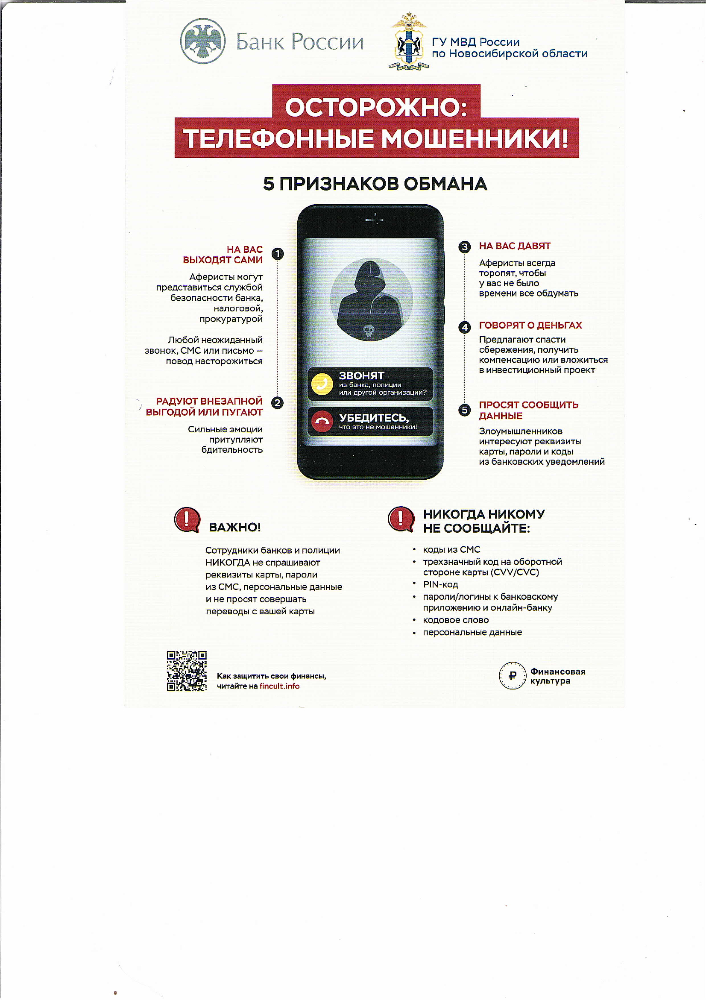 Банк России
ГУ МВД России
по Новосибирской области
ОСТОРОЖНО:
ТЕЛЕФОННЫЕ МОШЕННИКИ!
5 ПРИЗНАКОВ ОБМАНА
1
НА ВАС
ВЫХОДЯТ САМИ
Аферисты могут
представиться службой
безопасности банка,
налоговой,
прокуратурой
Любой неожиданный
звонок, СМС или письмо –
повод насторожиться
2
РАДУЮТ ВНЕЗАПНОЙ
ВЫГОДОЙ ИЛИ ПУГАЮТ
Сильные эмоции
притупляют
бдительность
ЗВОНЯТ
из банка, полиции
или другой организации?
УБЕДИТЕСЬ,
что это не мошенники!
3
НА ВАС ДАВЯТ
Аферисты всегда
торопят, чтобы
у вас не было
времени все обдумать
4
ГОВОРЯТ О ДЕНЬГАХ
Предлагают спасти
сбережения, получить
компенсацию или вложиться
в инвестиционный проект
5
ПРОСЯТ СООБЩИТЬ
ДАННЫЕ
Злоумышленников
интересуют реквизиты
карты, пароли и коды
из банковских уведомлений
ВАЖНО!
Сотрудники банков и полиции
НИКОГДА не спрашивают
реквизиты карты, пароли
из СМС, персональные данные
и не просят совершать
переводы с вашей карты
НИКОГДА НИКОМУ
НЕ СООБЩАЙТЕ:
• коды из СМС
• трехзначный код на оборотной
стороне карты (CVV/CVC)
• PIN-код
• пароли/логины к банковскому
приложению и онлайн-банку
• кодовое слово
• персональные данные
Как защитить свои финансы,
читайте на fincult.info
₽
Финансовая
культура